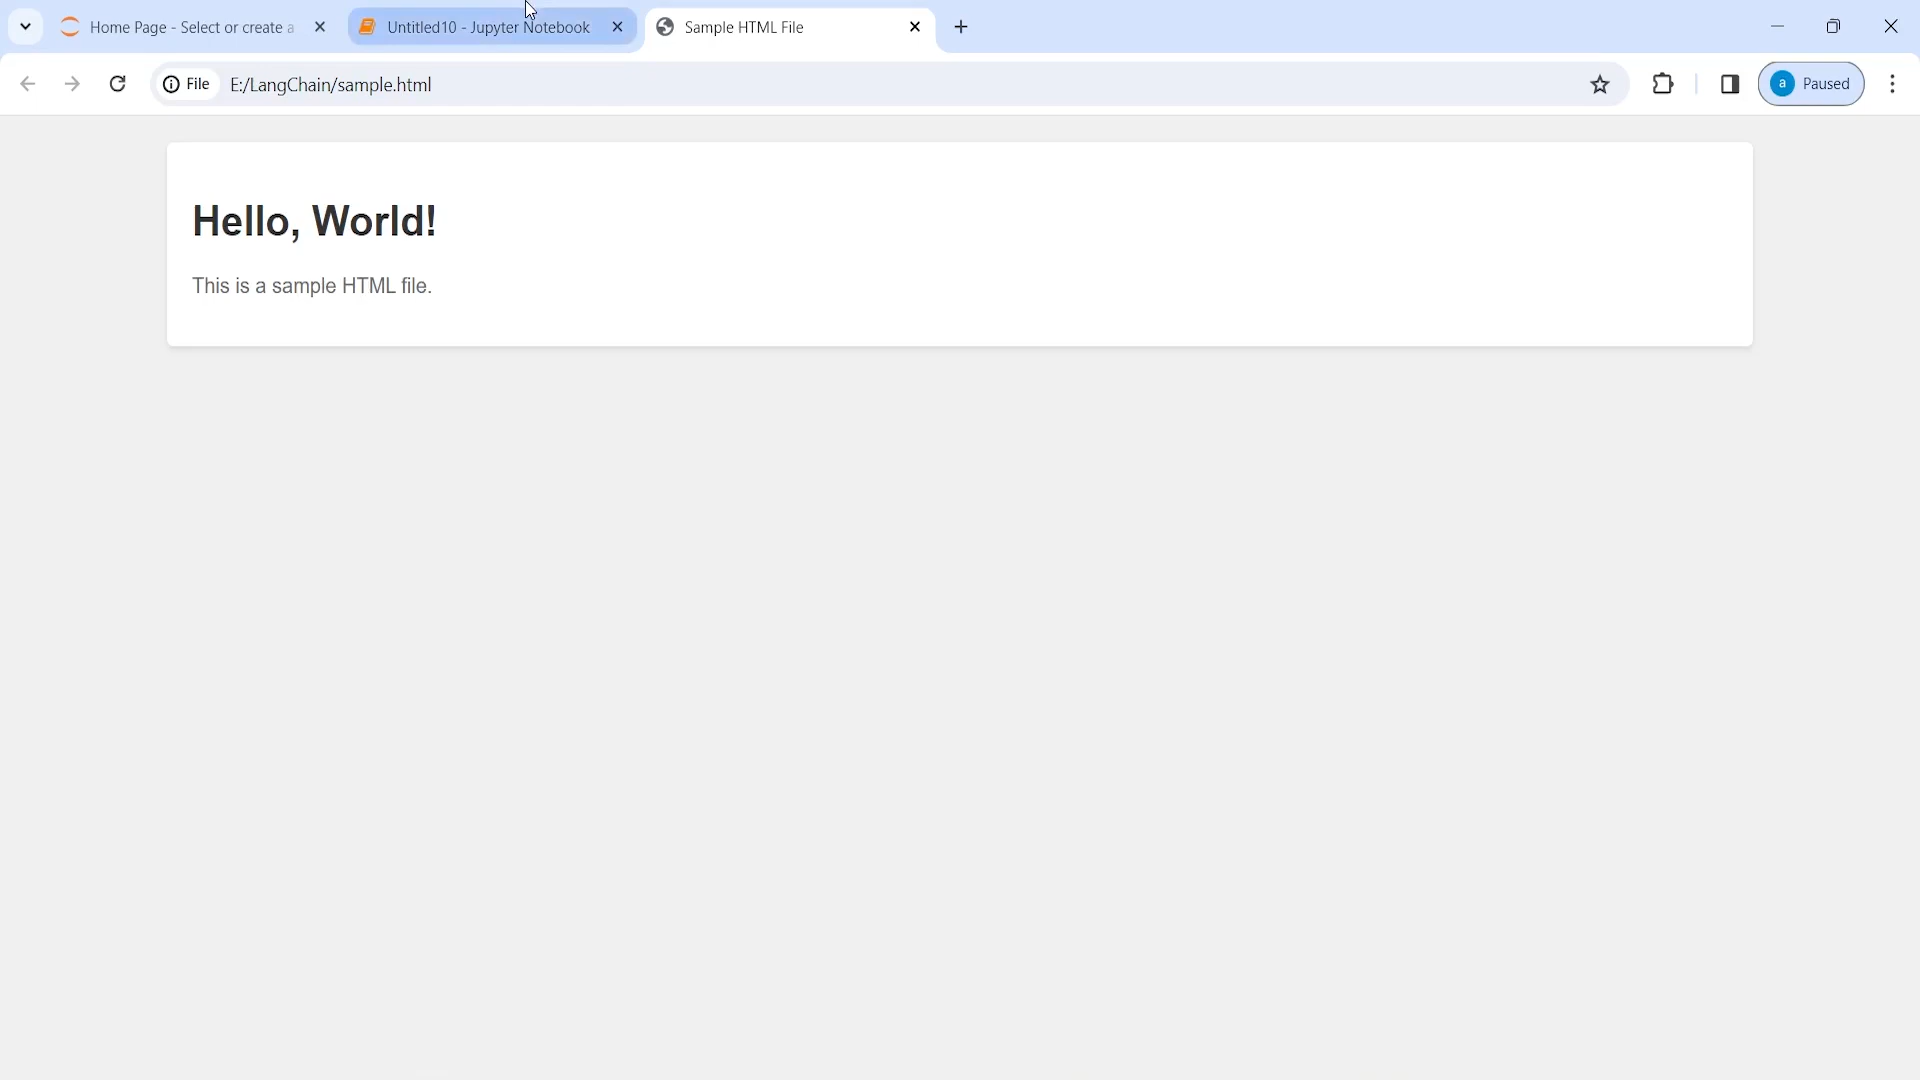 Home Page - Select or create a
Untitled10 - Jupyter Notebook
Sample HTML File
File
E:/LangChain/sample.html
a
Paused
Hello, World!
This is a sample HTML file.